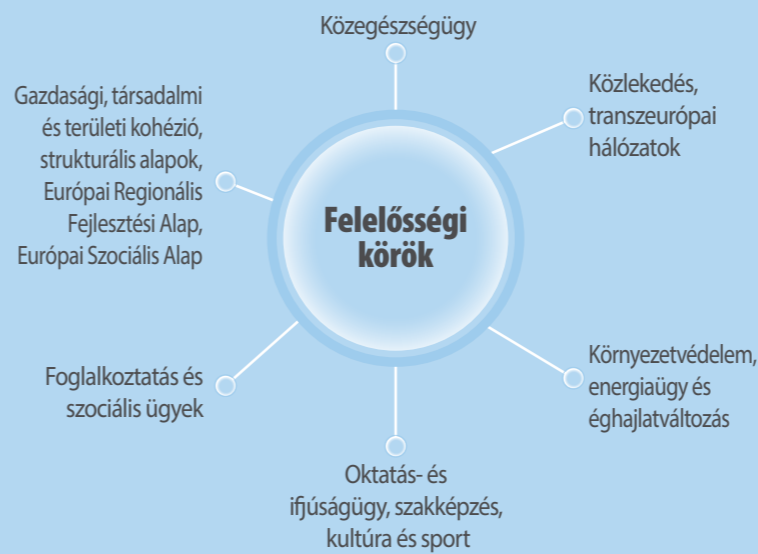 Közegészségügy
Közlekedés,
transzeurópai
hálózatok
Gazdasági, társadalmi
és területi kohézió,
strukturális alapok,
Európai Regionális
Fejlesztési Alap,
Európai Szociális Alap
Felelősségi
körök
Környezetvédelem,
energiaügy és
éghajlatváltozás
Foglalkoztatás és
szociális ügyek
Oktatás- és
ifjúságügy, szakképzés,
kultúra és sport